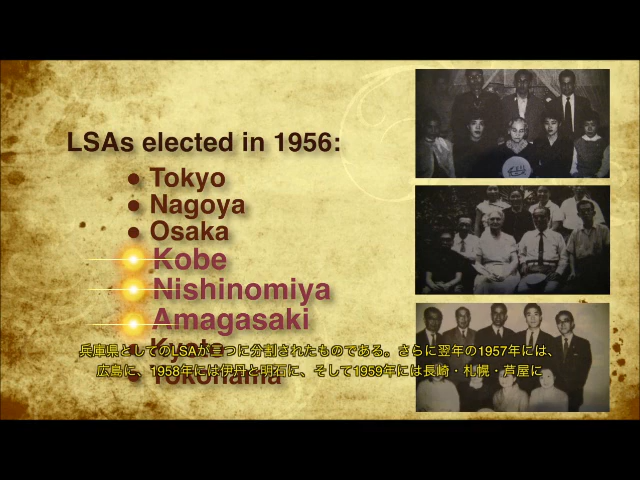 LSAs elected in 1956:
• Tokyo
• Nagoya
• Osaka
• Kobe
• Nishinomiya
• Amagasaki
• Kyoto
• Yokohama
兵庫県としてのLSAが三つに分割されたものである。さらに翌年の1957年には、
広島に、1958年には伊丹と明石に、そして1959年には長崎・札幌・芦屋に